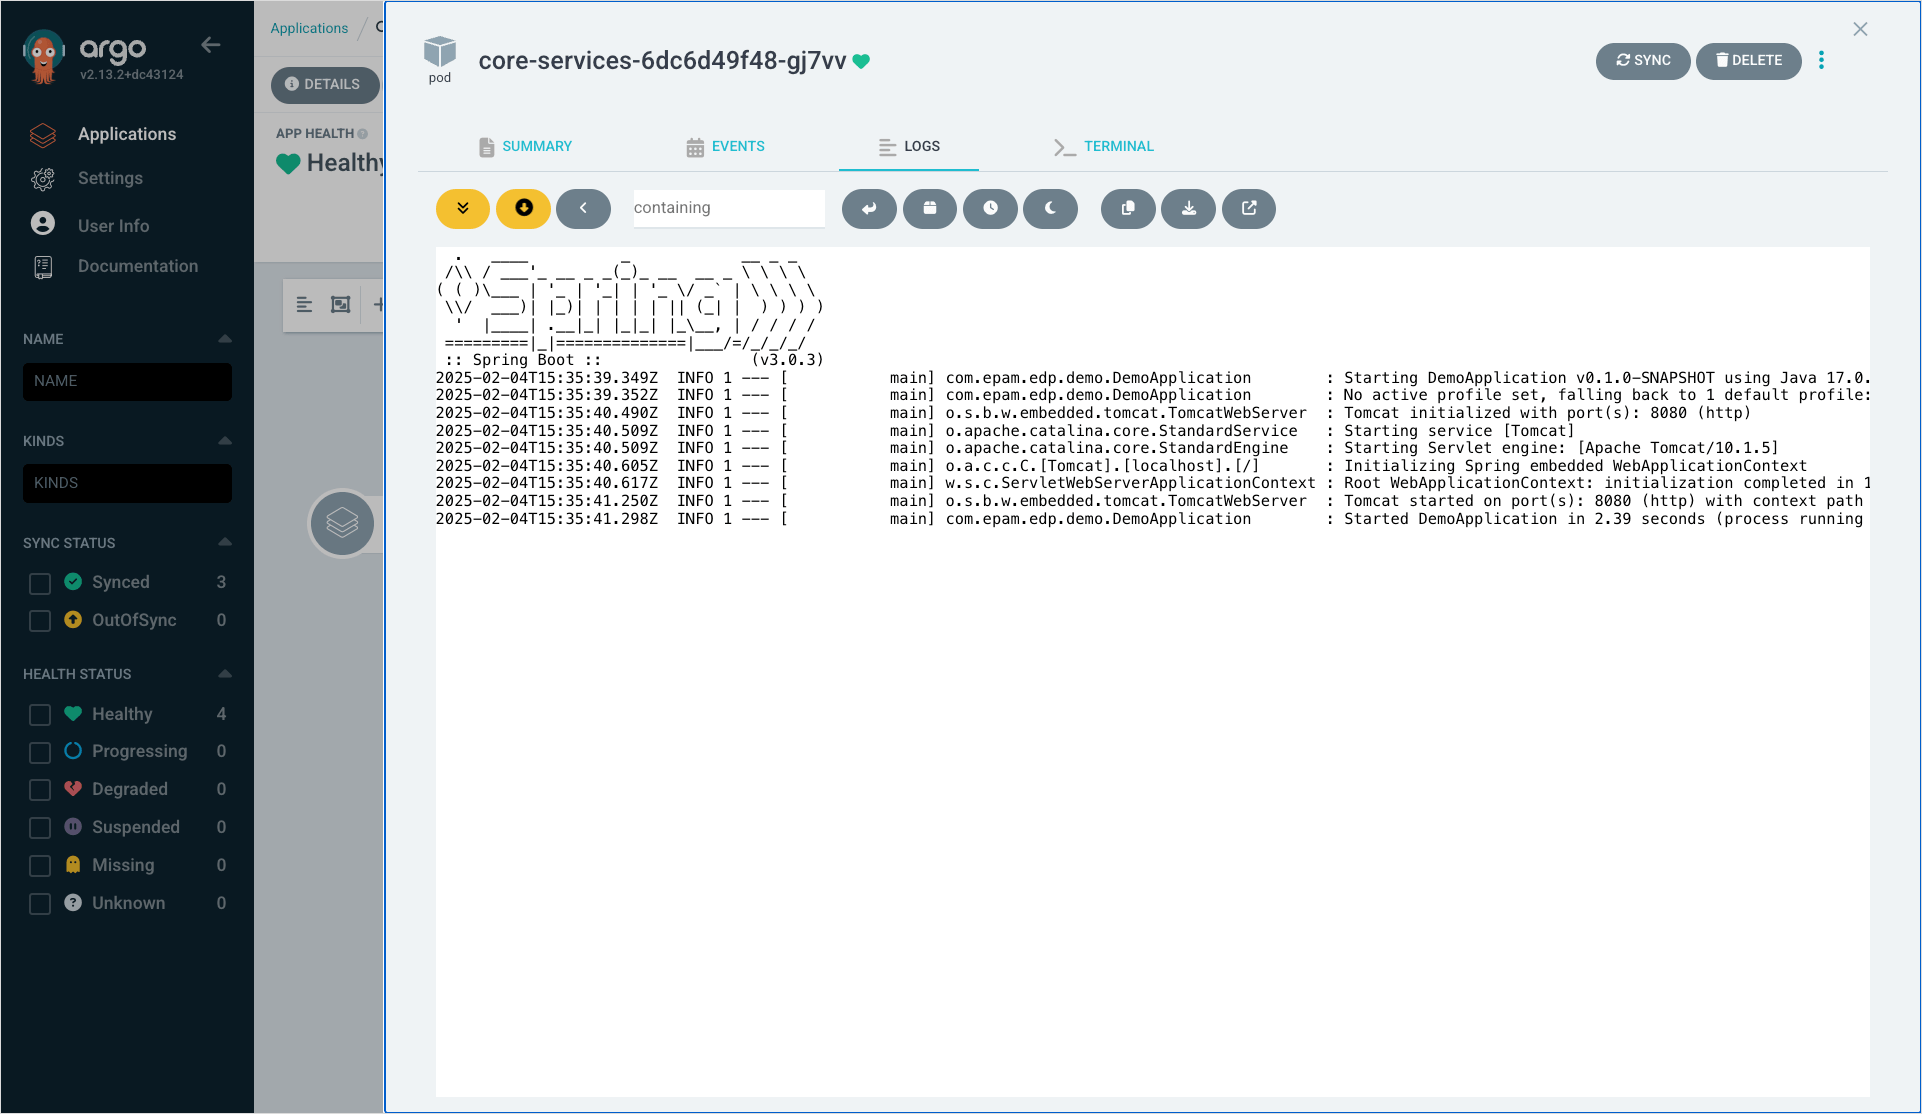 argo
v2.13.2+dc43124
Applications
Settings
User Info
Documentation
NAME
NAME
KINDS
KINDS
SYNC STATUS
Synced 3
OutOfSync 0
HEALTH STATUS
Healthy 4
Progressing 0
Degraded 0
Suspended 0
Missing 0
Unknown 0
Applications /
DETAILS
APP HEALTH
Healthy
pod
core-services-6dc6d49f48-gj7vv
SYNC
DELETE
SUMMARY
EVENTS
LOGS
TERMINAL
containing
  .   ____          _            __ _ _
 /\\ / ___'_ __ _ _(_)_ __  __ _ \ \ \ \
( ( )\___ | '_ | '_| | '_ \/ _` | \ \ \ \
 \\/  ___)| |_)| | | | | || (_| |  ) ) ) )
  '  |____| .__|_| |_|_| |_\__, | / / / /
 =========|_|==============|___/=/_/_/_/
 :: Spring Boot ::                (v3.0.3)
2025-02-04T15:35:39.349Z  INFO 1 --- [           main] com.epam.edp.demo.DemoApplication        : Starting DemoApplication v0.1.0-SNAPSHOT using Java 17.0.
2025-02-04T15:35:39.352Z  INFO 1 --- [           main] com.epam.edp.demo.DemoApplication        : No active profile set, falling back to 1 default profile:
2025-02-04T15:35:40.490Z  INFO 1 --- [           main] o.s.b.w.embedded.tomcat.TomcatWebServer  : Tomcat initialized with port(s): 8080 (http)
2025-02-04T15:35:40.509Z  INFO 1 --- [           main] o.apache.catalina.core.StandardService   : Starting service [Tomcat]
2025-02-04T15:35:40.509Z  INFO 1 --- [           main] o.apache.catalina.core.StandardEngine    : Starting Servlet engine: [Apache Tomcat/10.1.5]
2025-02-04T15:35:40.605Z  INFO 1 --- [           main] o.a.c.c.C.[Tomcat].[localhost].[/]       : Initializing Spring embedded WebApplicationContext
2025-02-04T15:35:40.617Z  INFO 1 --- [           main] w.s.c.ServletWebServerApplicationContext : Root WebApplicationContext: initialization completed in 1
2025-02-04T15:35:41.250Z  INFO 1 --- [           main] o.s.b.w.embedded.tomcat.TomcatWebServer  : Tomcat started on port(s): 8080 (http) with context path
2025-02-04T15:35:41.298Z  INFO 1 --- [           main] com.epam.edp.demo.DemoApplication        : Started DemoApplication in 2.39 seconds (process running